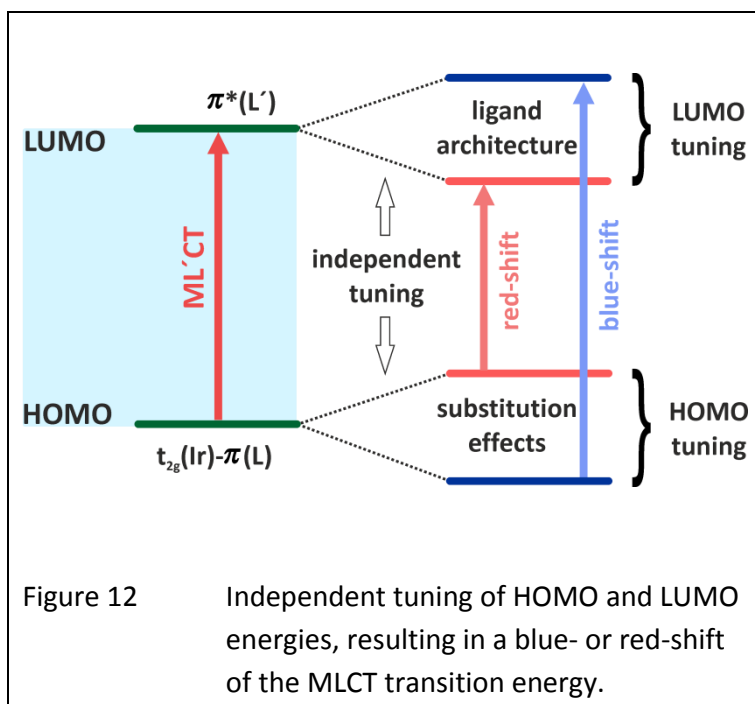 π*(L´)
LUMO
ligand
architecture
LUMO
tuning
ML´CT
independent
tuning
red-shift
blue-shift
HOMO
t2g(Ir)-π(L)
substitution
effects
HOMO
tuning
Figure 12 Independent tuning of HOMO and LUMO
energies, resulting in a blue- or red-shift
of the MLCT transition energy.